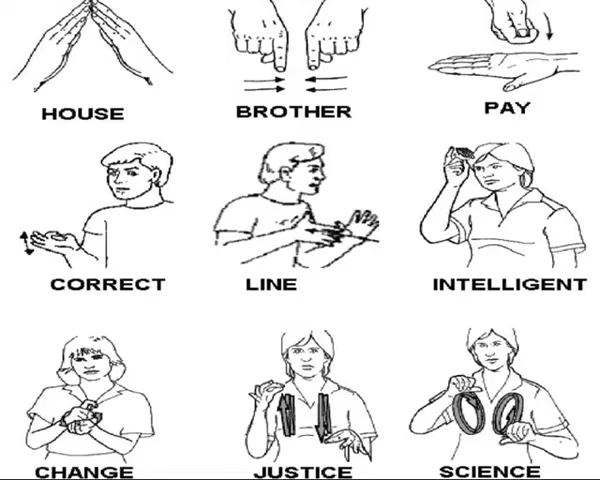 HOUSE
BROTHER
PAY
CORRECT
LINE
INTELLIGENT
CHANGE
JUSTICE
SCIENCE